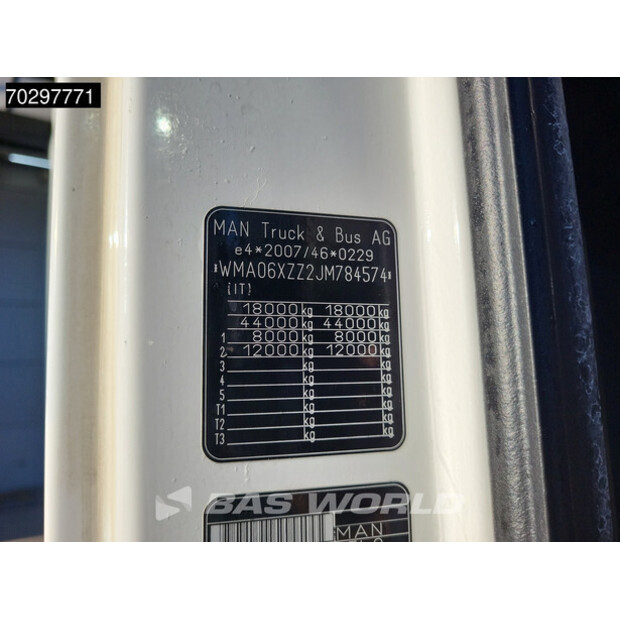 70297771
MAN Truck & Bus AG
e4*2007/46*0229
*WMA06XZZ2JM784574*
(IT)
18000 kg 18000 kg
44000 kg 44000 kg
1 8000 kg 8000 kg
2 12000 kg 12000 kg
3 kg kg
4 kg kg
5 kg kg
T1 kg kg
T2 kg kg
T3 kg kg
BAS WORLD
MAN